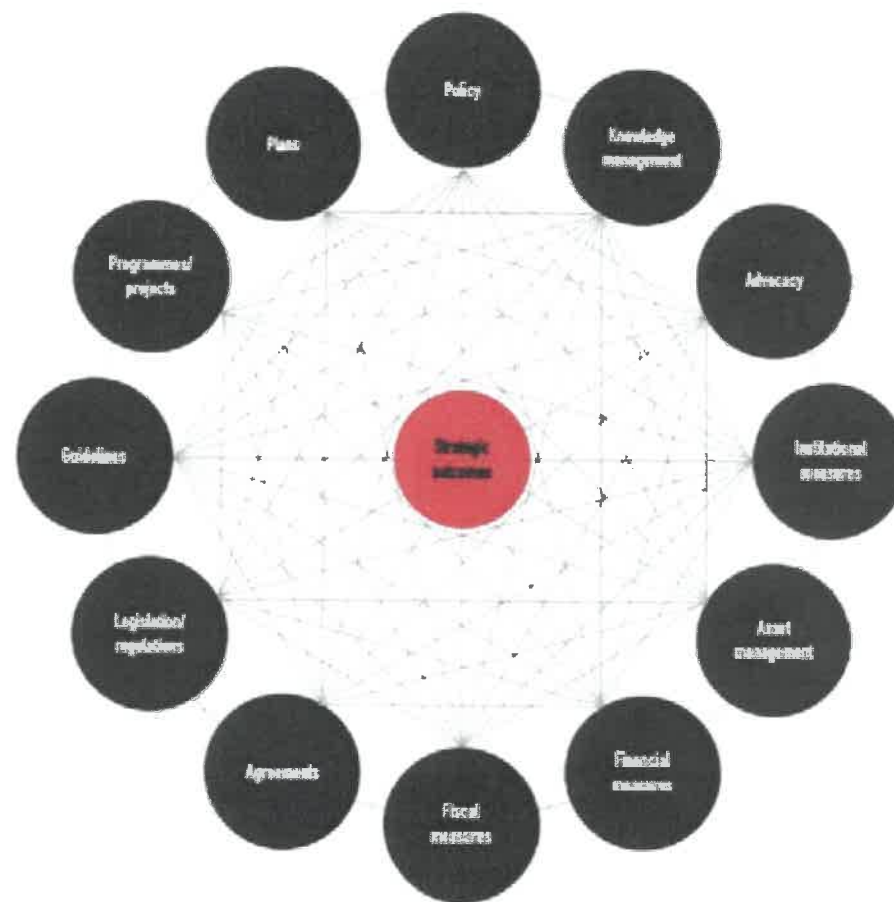 Policy
Knowledge
management
Advocacy
Institutional
measures
Asset
management
Financial
measures
Fiscal
measures
Agreements
Legislation/
regulations
Guidelines
Programmes/
projects
Plans
Strategic
outcomes